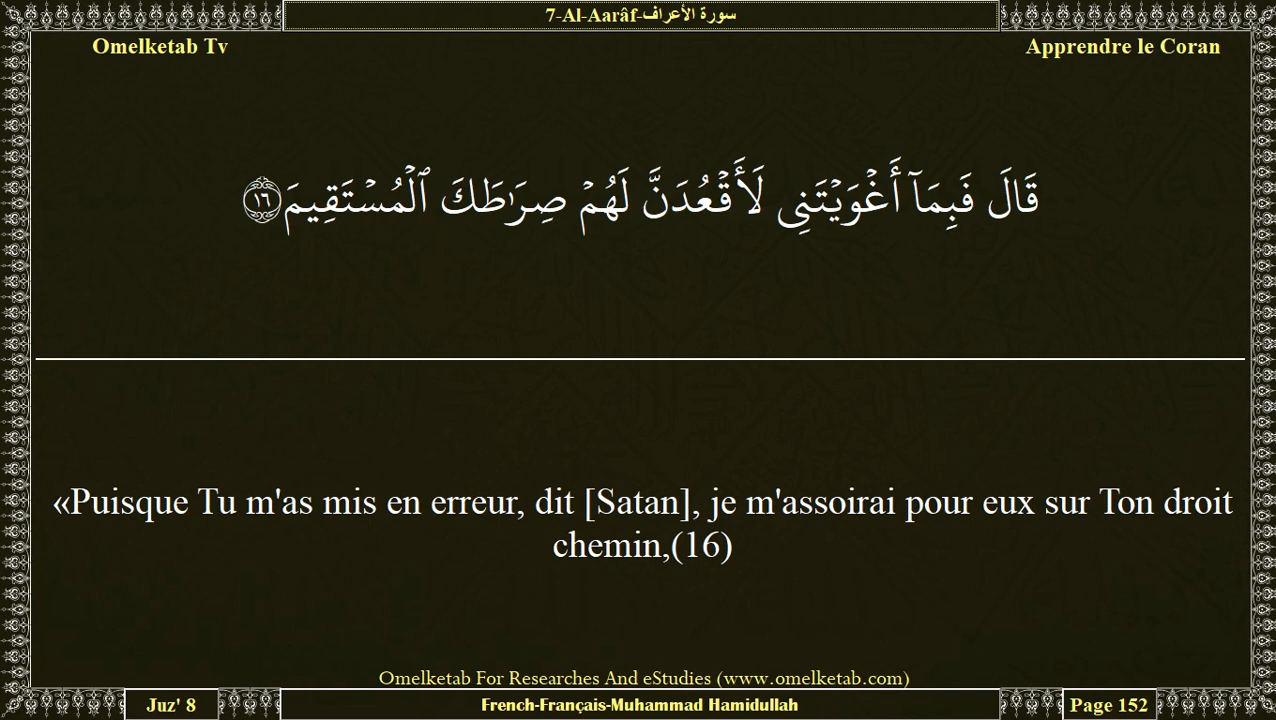 7-Al-Aarâf-سورة الأعراف
Omelketab Tv
Apprendre le Coran
قَالَ فَبِمَآ أَغْوَيْتَنِى لَأَقْعُدَنَّ لَهُمْ صِرَٰطَكَ ٱلْمُسْتَقِيمَ ١٦
«Puisque Tu m'as mis en erreur, dit [Satan], je m'assoirai pour eux sur Ton droit
chemin,(16)
Omelketab For Researches And eStudies (www.omelketab.com)
Juz' 8
French-Français-Muhammad Hamidullah
Page 152